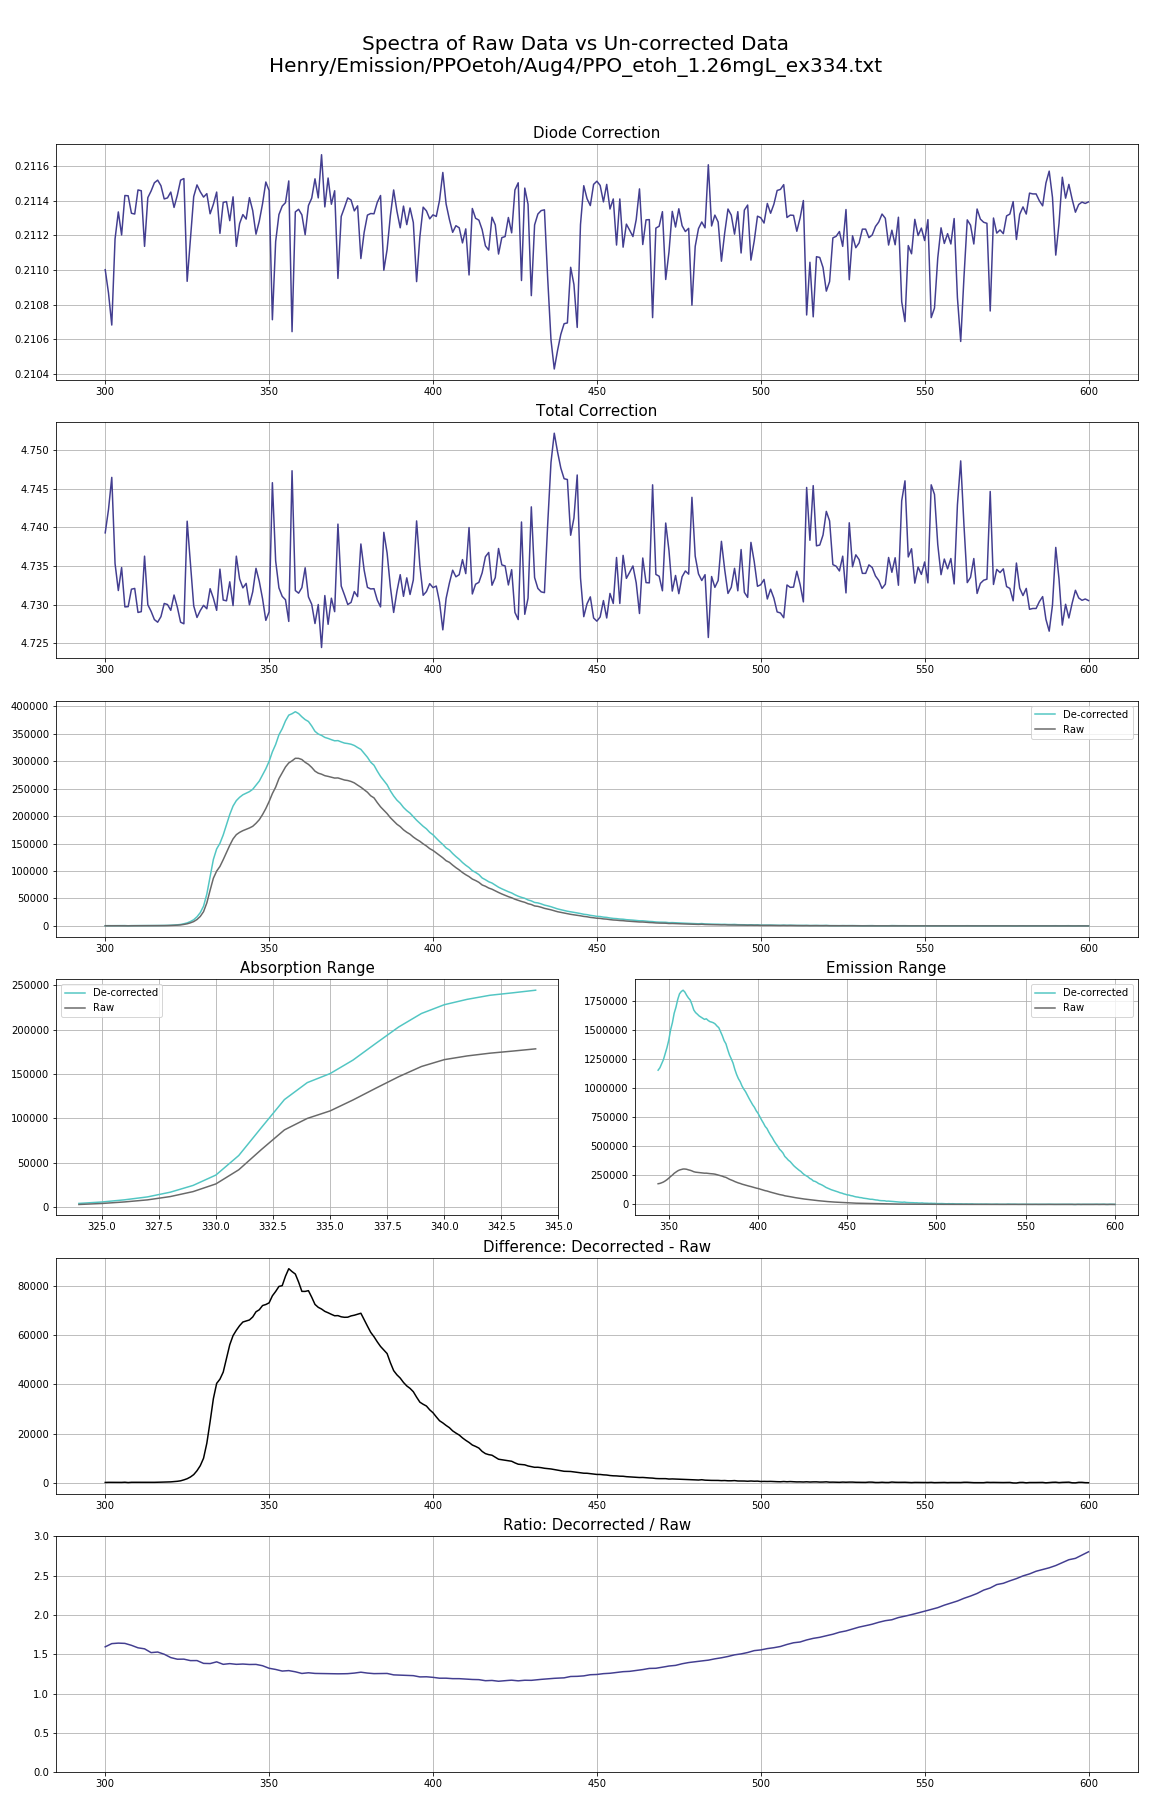 Spectra of Raw Data vs Un-corrected Data
Henry/Emission/PPOetoh/Aug4/PPO_etoh_1.26mgL_ex334.txt
Diode Correction
0.2116
0.2114
0.2112
0.2110
0.2108
0.2106
0.2104
300 350 400 450 500 550 600
Total Correction
4.750
4.745
4.740
4.735
4.730
4.725
300 350 400 450 500 550 600
400000
350000
300000
250000
200000
150000
100000
50000
0
De-corrected
Raw
300 350 400 450 500 550 600
Absorption Range
250000
200000
150000
100000
50000
0
De-corrected
Raw
325.0 327.5 330.0 332.5 335.0 337.5 340.0 342.5 345.0
Emission Range
1750000
1500000
1250000
1000000
750000
500000
250000
0
De-corrected
Raw
350 400 450 500 550 600
Difference: Decorrected - Raw
80000
60000
40000
20000
0
300 350 400 450 500 550 600
Ratio: Decorrected / Raw
3.0
2.5
2.0
1.5
1.0
0.5
0.0
300 350 400 450 500 550 600